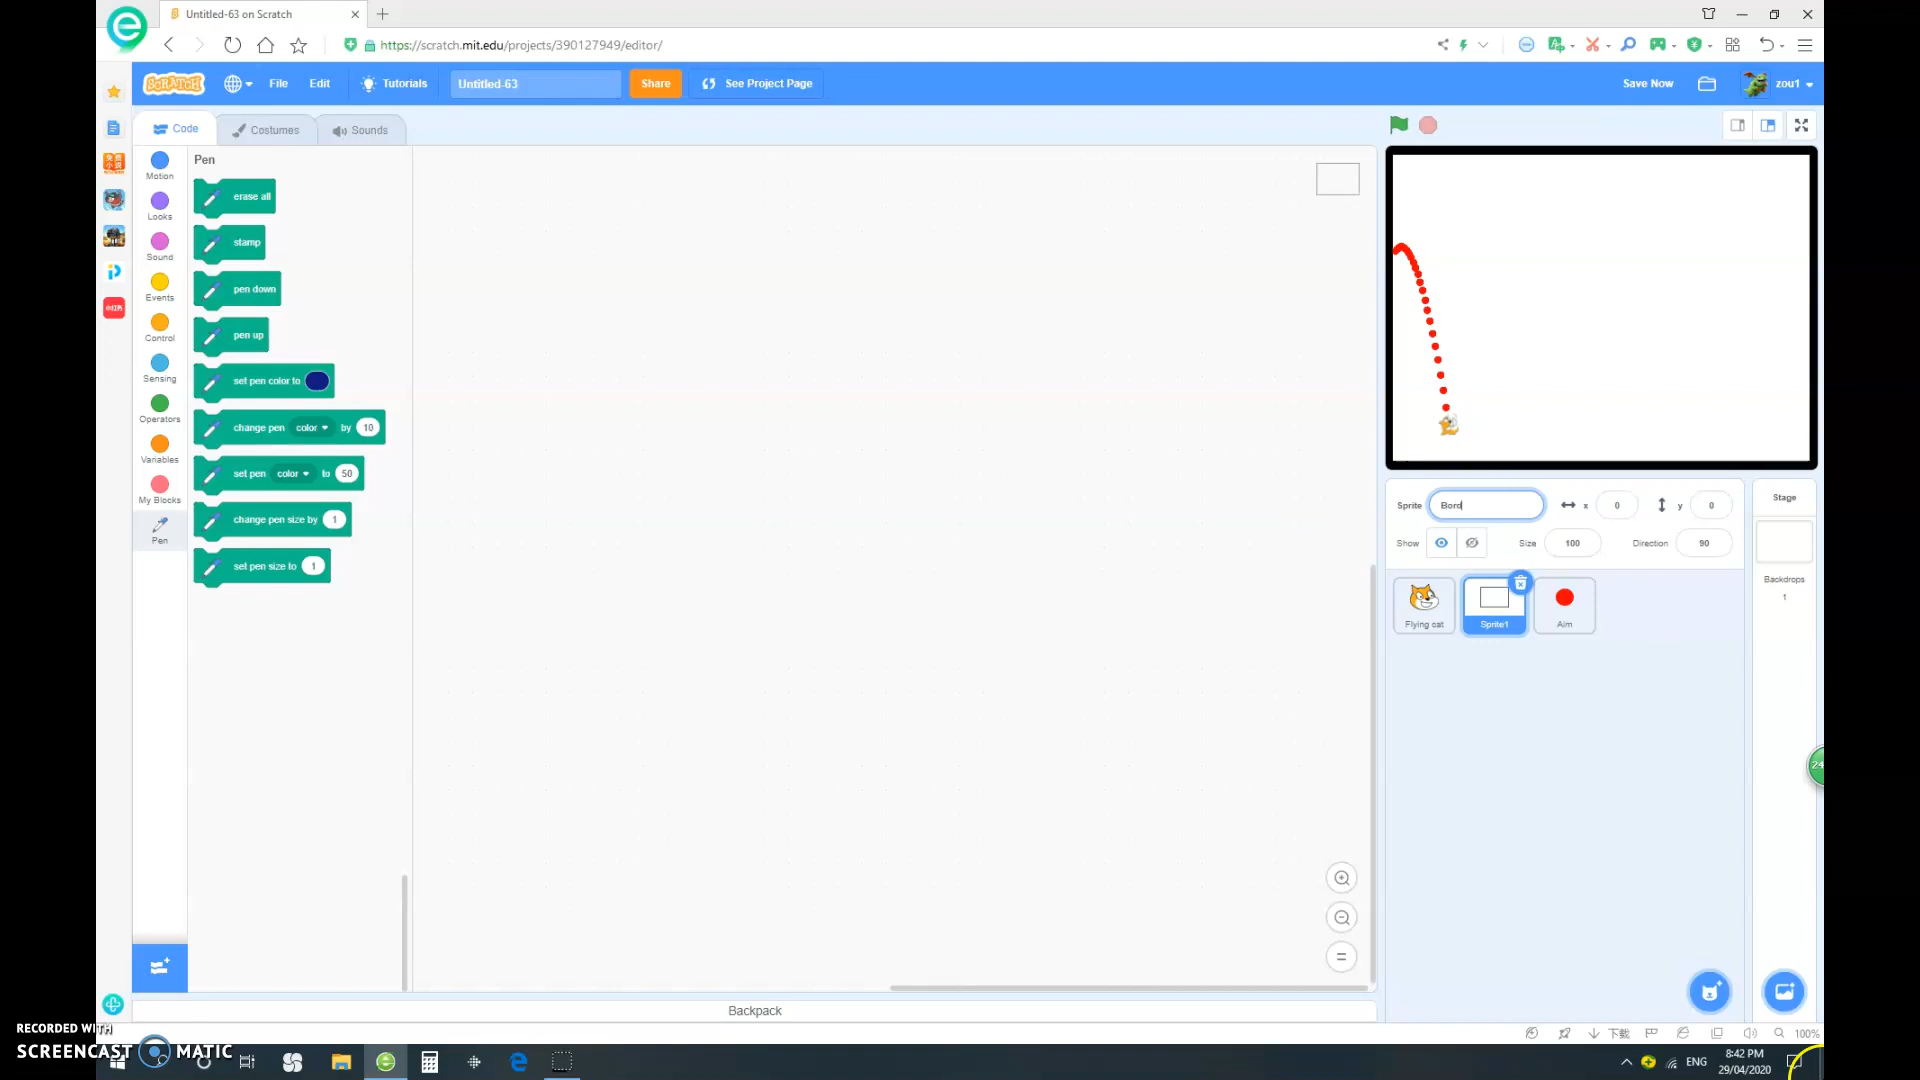 Untitled-63 on Scratch
https://scratch.mit.edu/projects/390127949/editor/
SCRATCH
File
Edit
Tutorials
Untitled-63
Share
See Project Page
Save Now
zou1
Code
Costumes
Sounds
Motion
Looks
Sound
Events
Control
Sensing
Operators
Variables
My Blocks
Pen
Pen
erase all
stamp
pen down
pen up
set pen color to
change pen color by 10
set pen color to 50
change pen size by 1
set pen size to 1
Sprite Bord x 0 y 0
Show Size 100 Direction 90
Flying cat
Sprite1
Aim
Stage
Backdrops
1
24
Backpack
下载
100%
RECORDED WITH
SCREENCAST MATIC
ENG
8:42 PM
29/04/2020